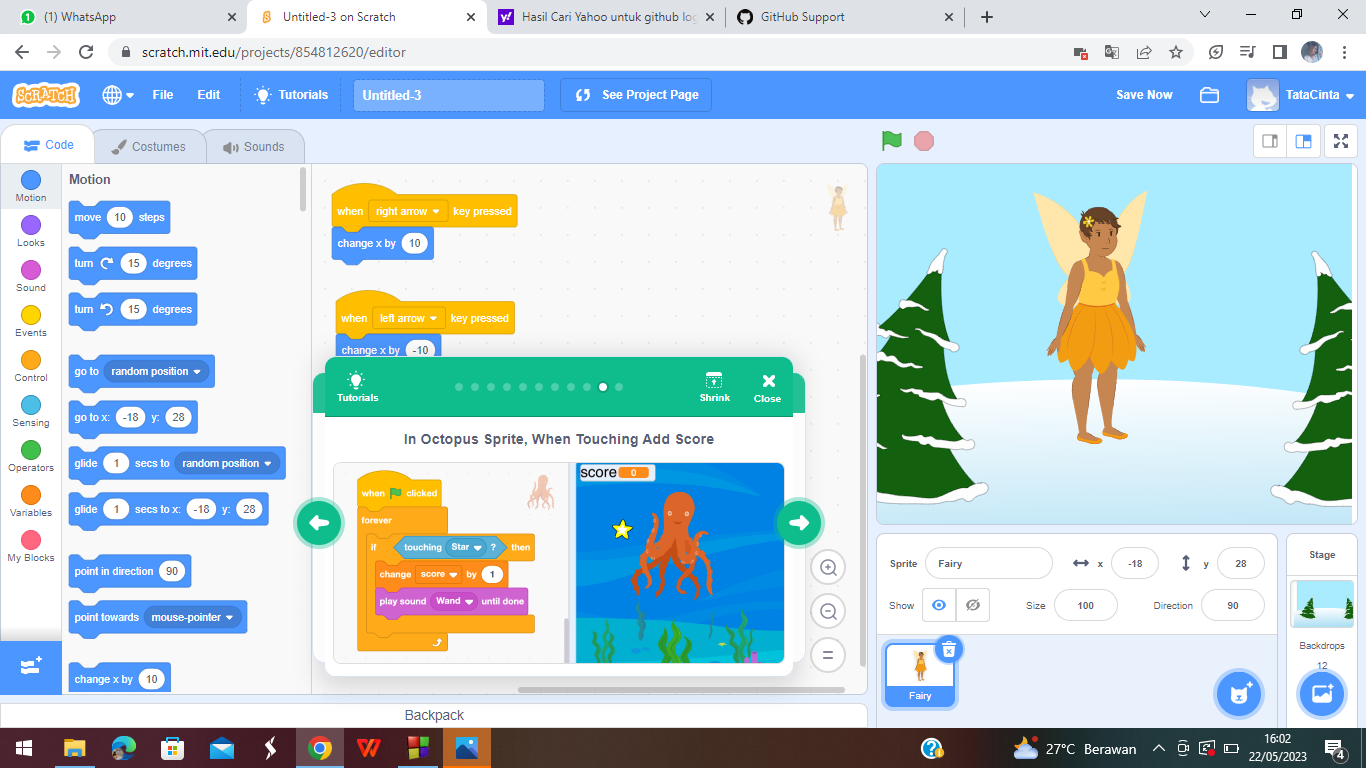 (1) WhatsApp
Untitled-3 on Scratch
Hasil Cari Yahoo untuk github log
GitHub Support
scratch.mit.edu/projects/854812620/editor
SCRATCH
File
Edit
Tutorials
Untitled-3
See Project Page
Save Now
TataCinta
Code
Costumes
Sounds
Motion
Looks
Sound
Events
Control
Sensing
Operators
Variables
My Blocks
Motion
move 10 steps
turn 15 degrees
turn 15 degrees
go to random position
go to x: -18 y: 28
glide 1 secs to random position
glide 1 secs to x: -18 y: 28
point in direction 90
point towards mouse-pointer
change x by 10
when right arrow key pressed
change x by 10
when left arrow key pressed
change x by -10
Tutorials
Shrink
Close
In Octopus Sprite, When Touching Add Score
when clicked
forever
if touching Star ? then
change score by 1
play sound Wand until done
score 0
Sprite Fairy x -18 y 28
Show Size 100 Direction 90
Fairy
Stage
Backdrops
12
Backpack
27°C Berawan
16:02
22/05/2023
4